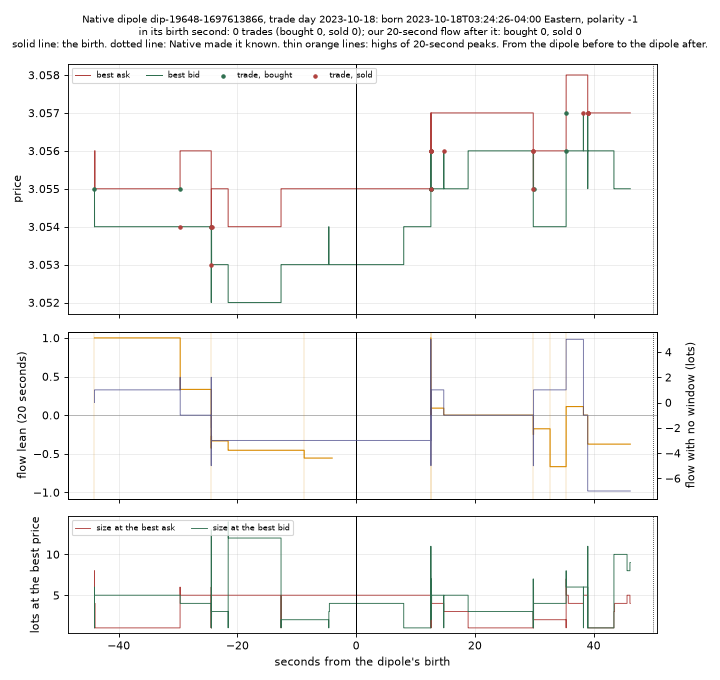 Native dipole dip-19648-1697613866, trade day 2023-10-18: born 2023-10-18T03:24:26-04:00 Eastern, polarity -1
in its birth second: 0 trades (bought 0, sold 0); our 20-second flow after it: bought 0, sold 0
solid line: the birth. dotted line: Native made it known. thin orange lines: highs of 20-second peaks. From the dipole before to the dipole after.
best ask
best bid
trade, bought
trade, sold
3.058
3.057
3.056
3.055
3.054
3.053
3.052
price
1.0
0.5
0.0
−0.5
−1.0
flow lean (20 seconds)
4
2
0
−2
−4
−6
flow with no window (lots)
size at the best ask
size at the best bid
10
5
lots at the best price
−40
−20
0
20
40
seconds from the dipole's birth